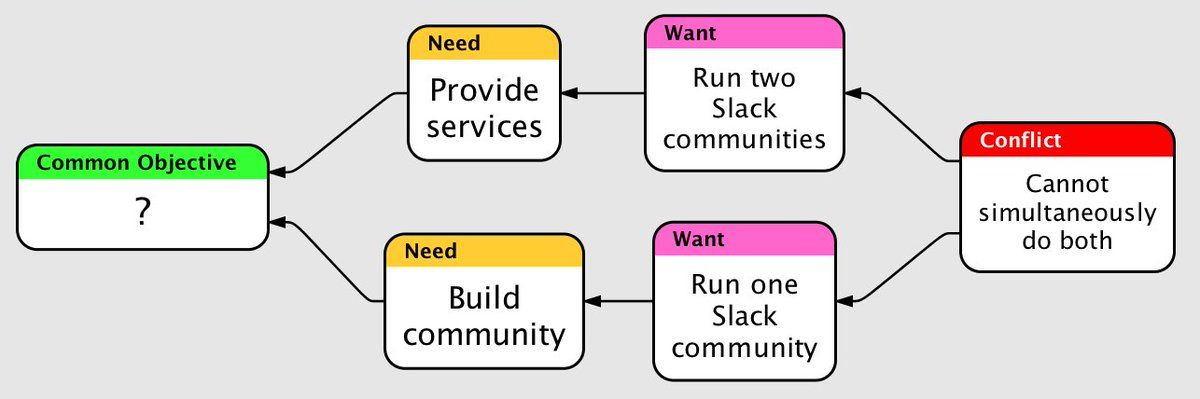 Common Objective
?
Need
Provide
services
Want
Run two
Slack
communities
Need
Build
community
Want
Run one
Slack
community
Conflict
Cannot
simultaneously
do both